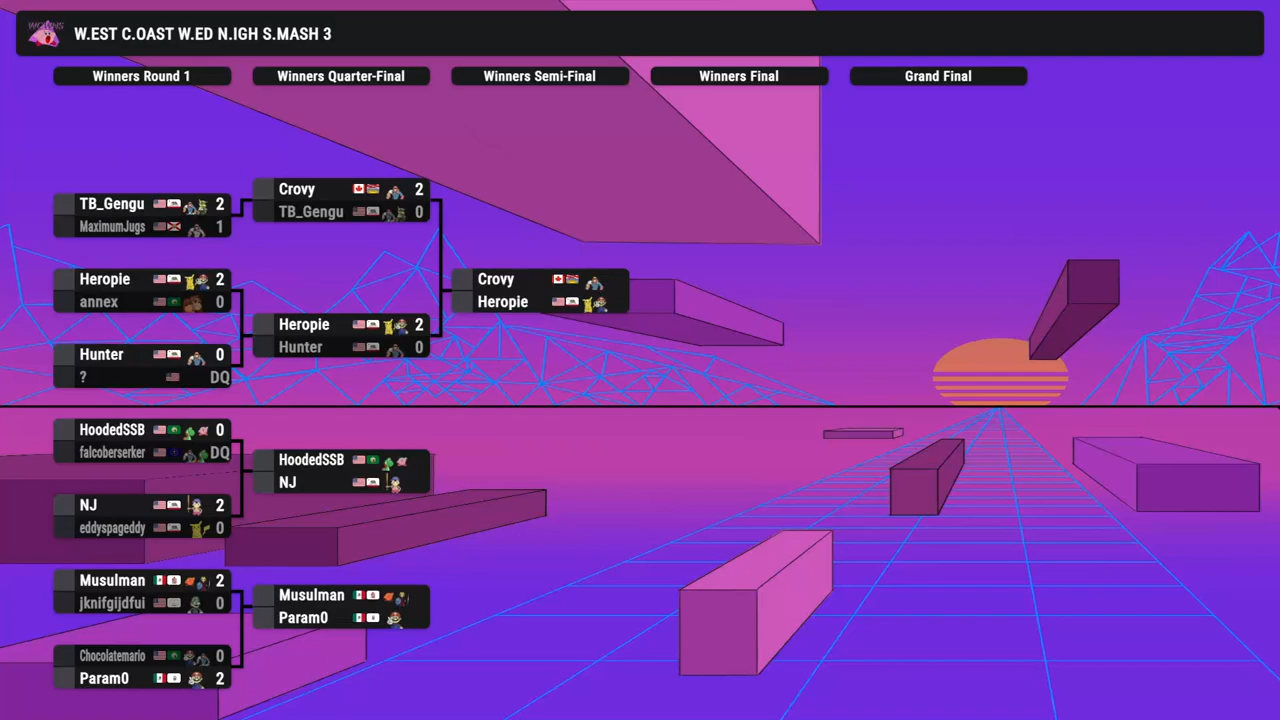 W.EST C.OAST W.ED N.IGH S.MASH 3
Winners Round 1
Winners Quarter-Final
Winners Semi-Final
Winners Final
Grand Final
TB_Gengu 2
MaximumJugs 1
Heropie 2
annex 0
Hunter 0
? DQ
HoodedSSB 0
falcoberserker DQ
NJ 2
eddyspageddy 0
Musulman 2
jknifgijdfui 0
Chocolatemario 0
Param0 2
Crovy 2
TB_Gengu 0
Heropie 2
Hunter 0
HoodedSSB
NJ
Musulman
Param0
Crovy
Heropie